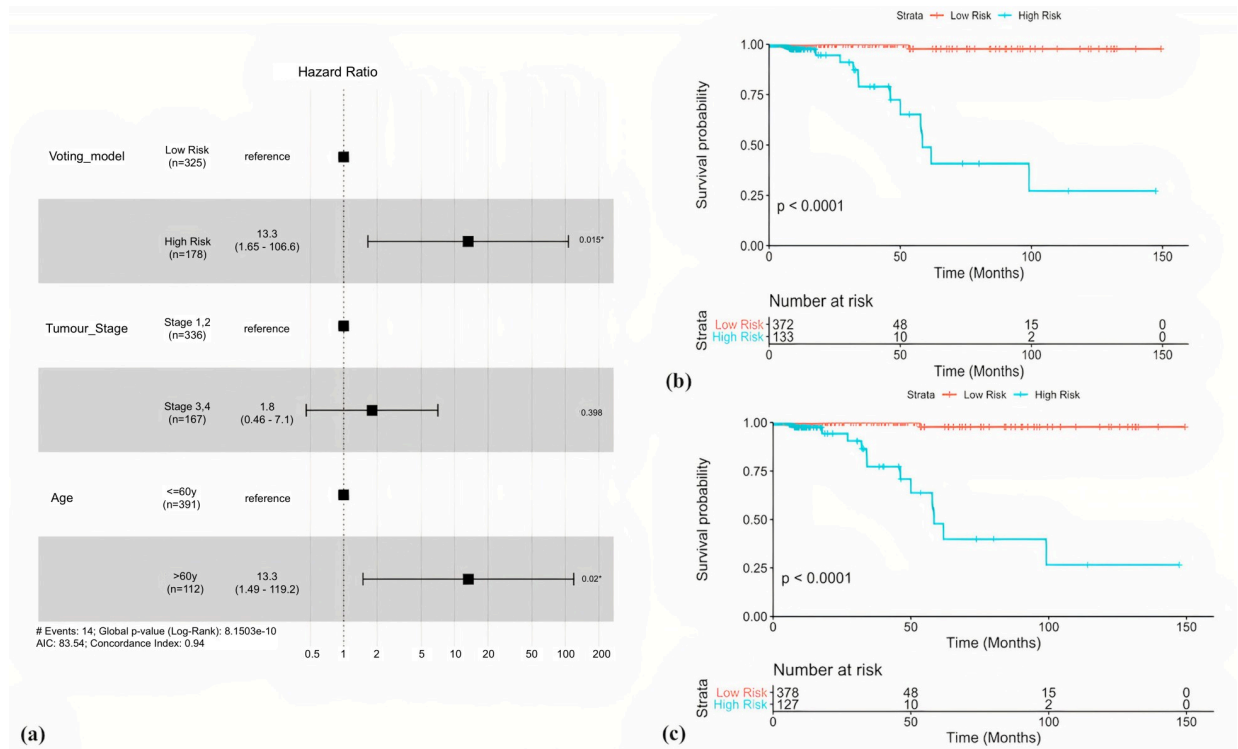 Hazard Ratio
Voting_model
Low Risk
(n=325)
reference
High Risk
(n=178)
13.3
(1.65 - 106.6)
0.015*
Tumour_Stage
Stage 1,2
(n=336)
reference
Stage 3,4
(n=167)
1.8
(0.46 - 7.1)
0.398
Age
<=60y
(n=391)
reference
>60y
(n=112)
13.3
(1.49 - 119.2)
0.02*
# Events: 14; Global p-value (Log-Rank): 8.1503e-10
AIC: 83.54; Concordance Index: 0.94
0.5 1 2 5 10 20 50 100 200
(a)
Strata Low Risk High Risk
Survival probability
1.00
0.75
0.50
0.25
0.00
p < 0.0001
0 50 100 150
Time (Months)
Number at risk
Strata
Low Risk 372 48 15 0
High Risk 133 10 2 0
0 50 100 150
Time (Months)
(b)
Strata Low Risk High Risk
Survival probability
1.00
0.75
0.50
0.25
0.00
p < 0.0001
0 50 100 150
Time (Months)
Number at risk
Strata
Low Risk 378 48 15 0
High Risk 127 10 2 0
0 50 100 150
Time (Months)
(c)